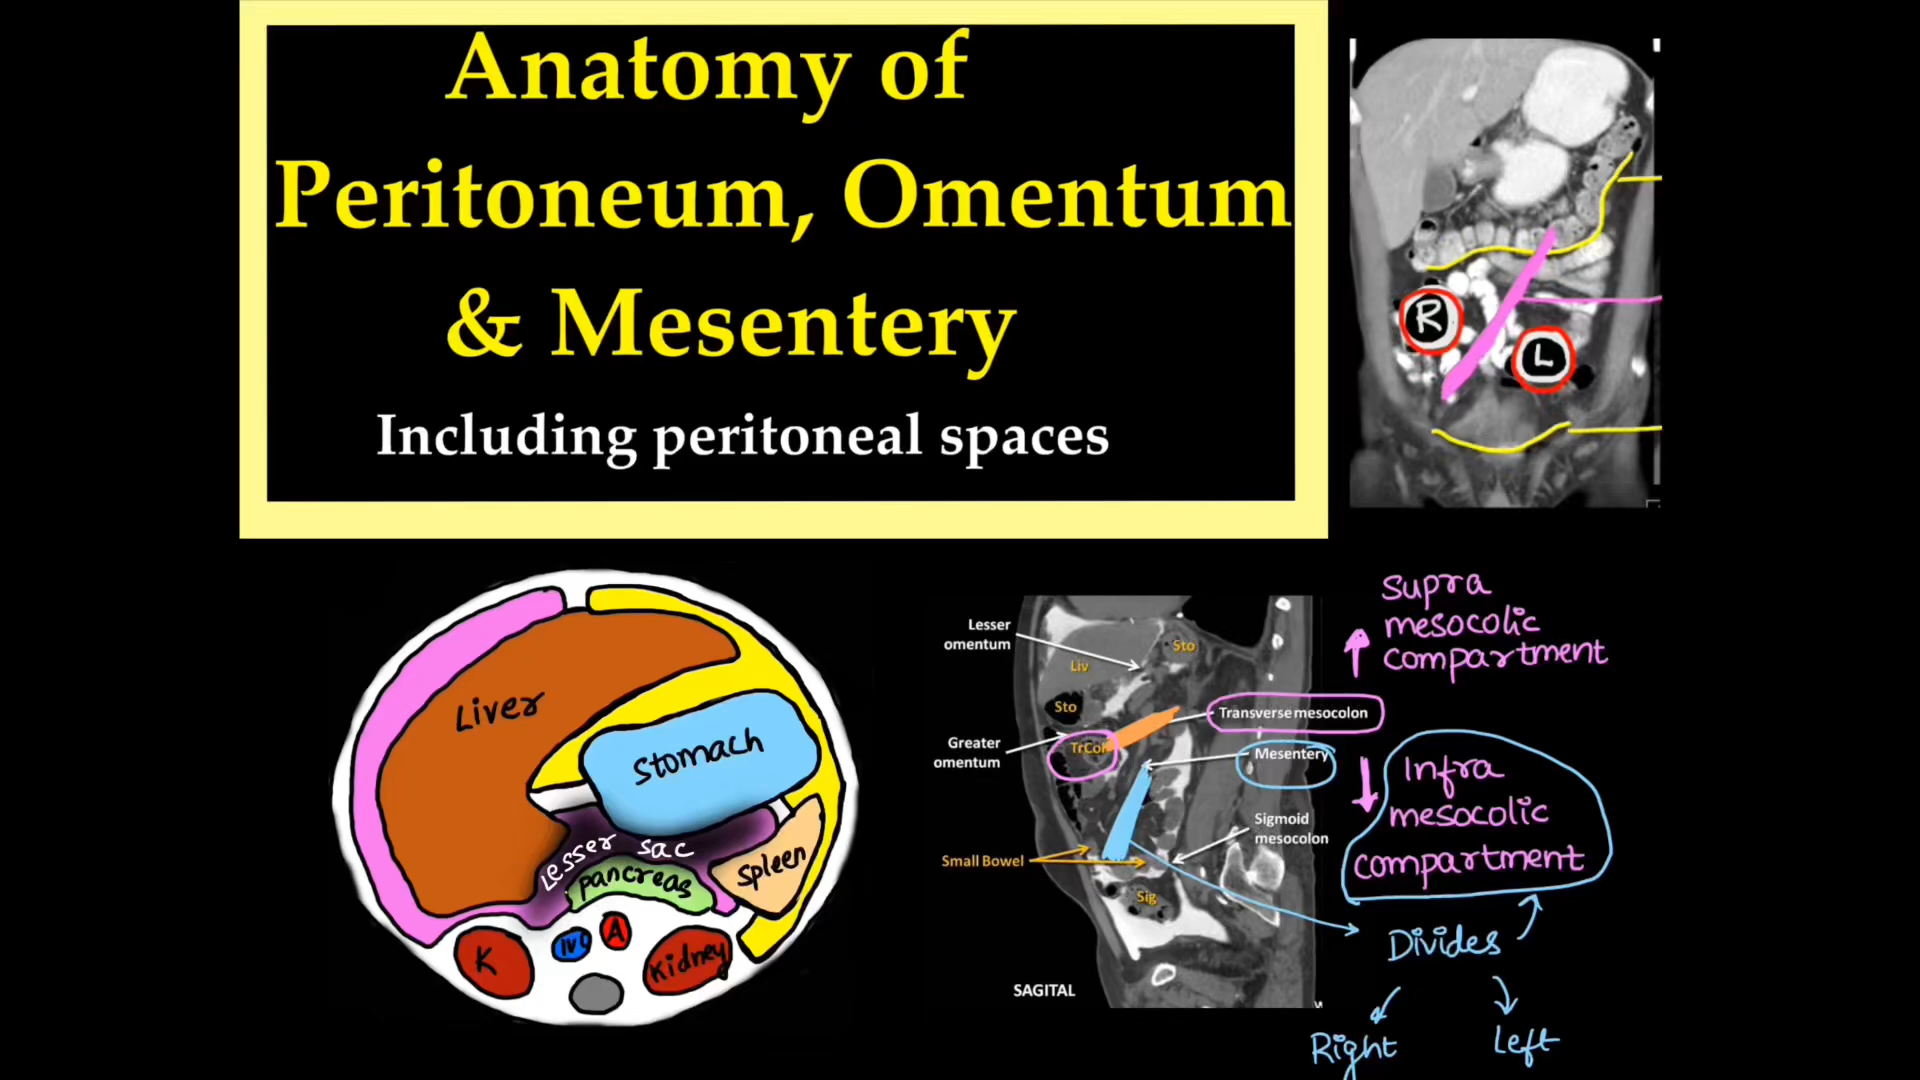 Anatomy of
Peritoneum, Omentum
& Mesentery
Including peritoneal spaces
R
L
Liver
Stomach
Lesser sac
pancreas
spleen
K
IVC
A
kidney
Lesser
omentum
Liv
Sto
Sto
Greater
omentum
TrCol
Transverse mesocolon
Mesentery
Sigmoid
mesocolon
Small Bowel
Sig
SAGITAL
Supra
mesocolic
compartment
Infra
mesocolic
compartment
Divides
Right
Left